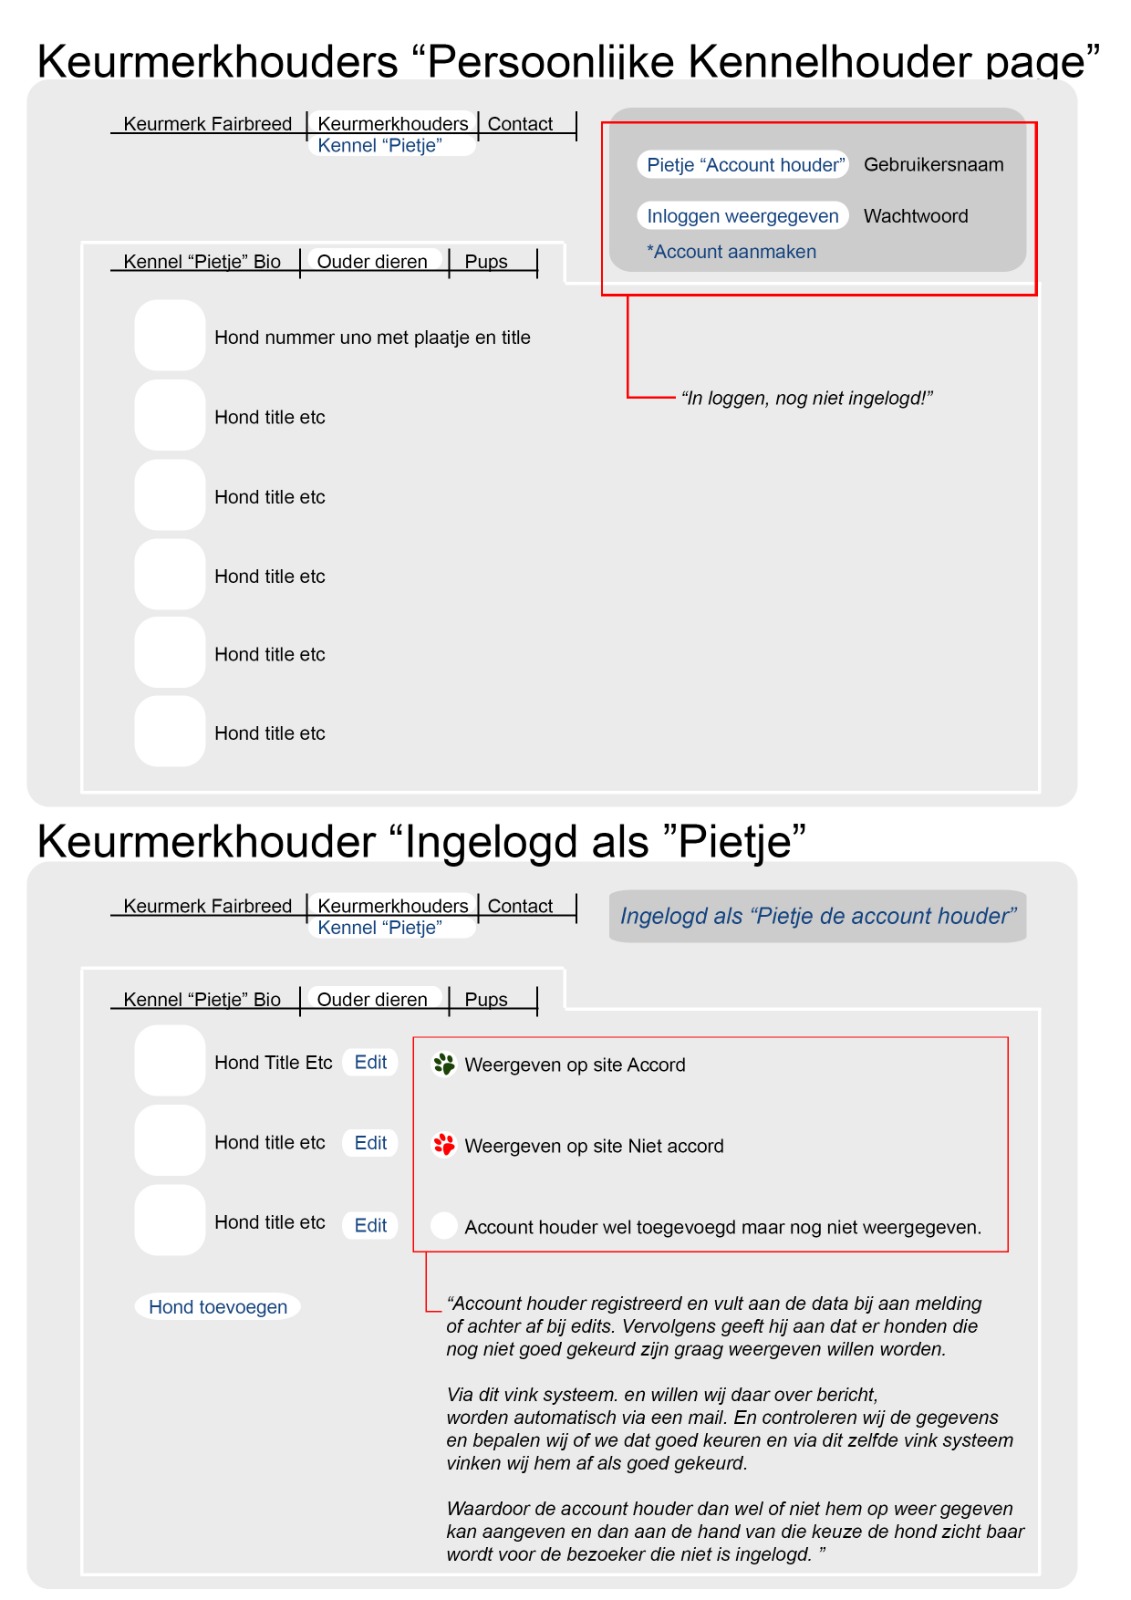 Keurmerkhouders “Persoonlijke Kennelhouder page”
Keurmerk Fairbreed
Keurmerkhouders
Contact
Kennel “Pietje”
Pietje “Account houder”
Gebruikersnaam
Inloggen weergegeven
Wachtwoord
*Account aanmaken
Kennel “Pietje” Bio
Ouder dieren
Pups
Hond nummer uno met plaatje en title
“In loggen, nog niet ingelogd!”
Hond title etc
Hond title etc
Hond title etc
Hond title etc
Hond title etc
Keurmerkhouder “Ingelogd als ”Pietje”
Keurmerk Fairbreed
Keurmerkhouders
Contact
Kennel “Pietje”
Ingelogd als “Pietje de account houder”
Kennel “Pietje” Bio
Ouder dieren
Pups
Hond Title Etc
Edit
Weergeven op site Accord
Hond title etc
Edit
Weergeven op site Niet accord
Hond title etc
Edit
Account houder wel toegevoegd maar nog niet weergegeven.
Hond toevoegen
“Account houder registreerd en vult aan de data bij aan melding
of achter af bij edits. Vervolgens geeft hij aan dat er honden die
nog niet goed gekeurd zijn graag weergeven willen worden.
Via dit vink systeem. en willen wij daar over bericht,
worden automatisch via een mail. En controleren wij de gegevens
en bepalen wij of we dat goed keuren en via dit zelfde vink systeem
vinken wij hem af als goed gekeurd.
Waardoor de account houder dan wel of niet hem op weer gegeven
kan aangeven en dan aan de hand van die keuze de hond zicht baar
wordt voor de bezoeker die niet is ingelogd. ”